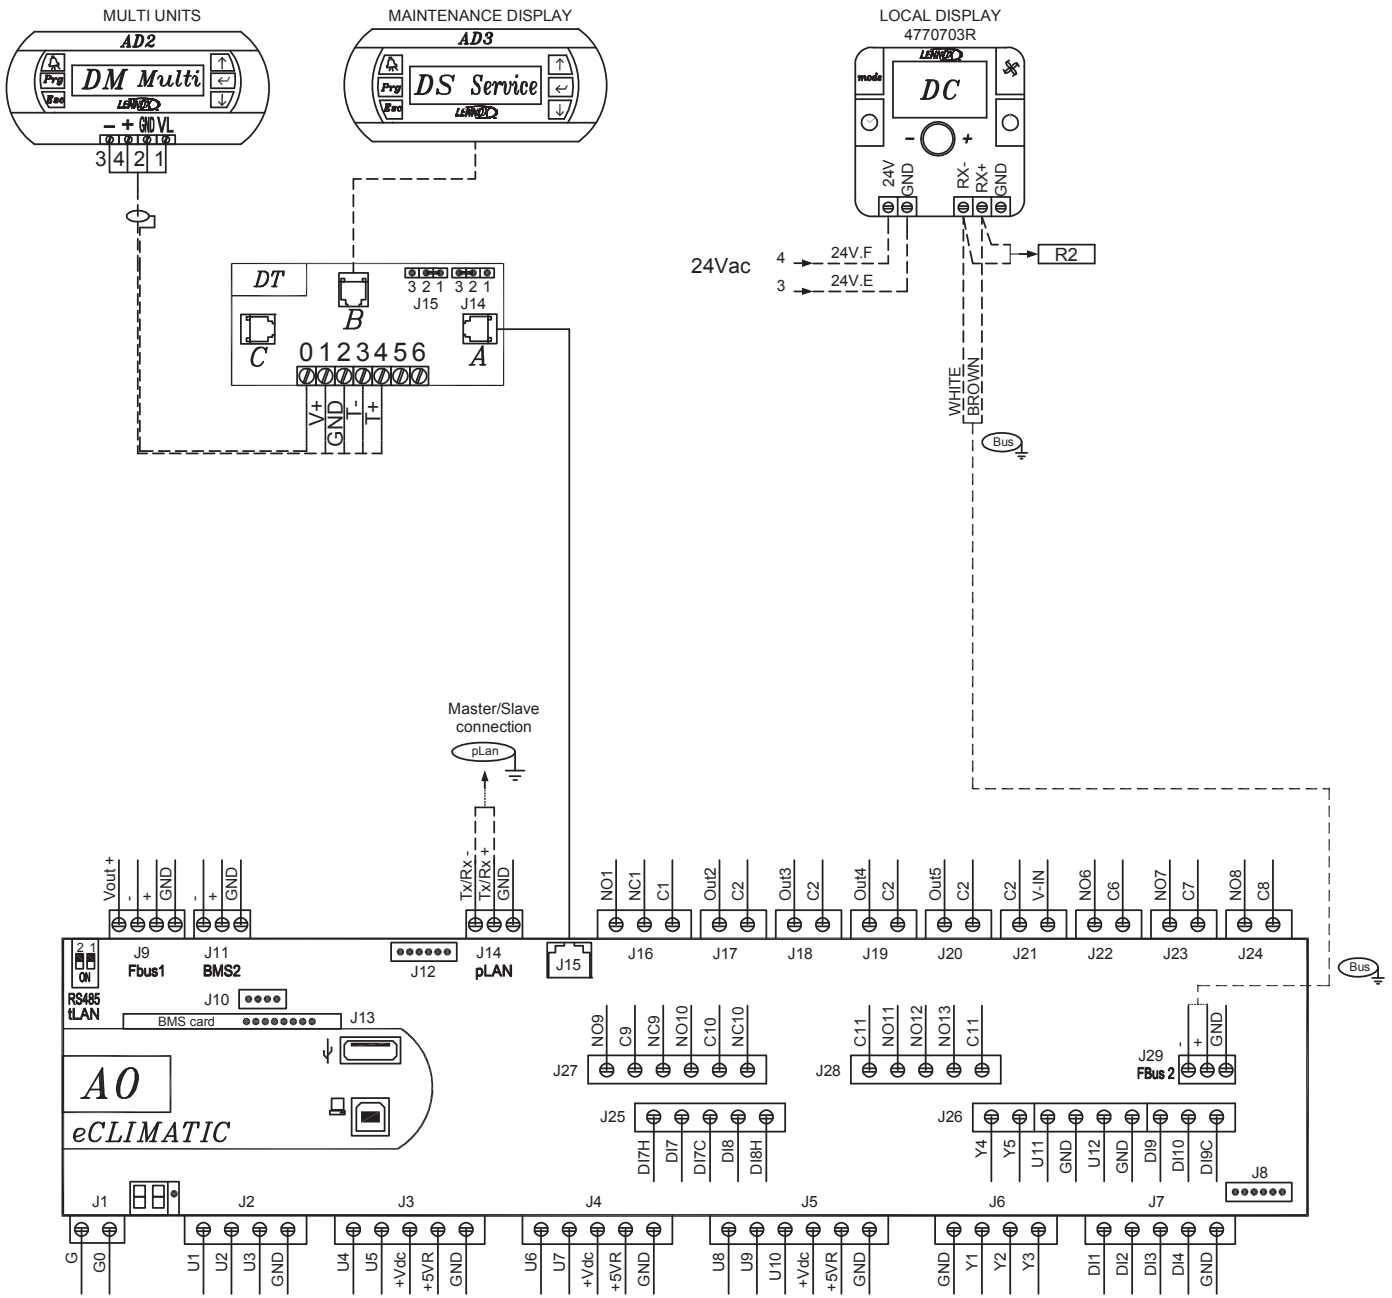 MULTI UNITS
AD2
Prg
Esc
DM Multi
LENNOX
- + GND VL
3 4 2 1
MAINTENANCE DISPLAY
AD3
Prg
Esc
DS Service
LENNOX
LOCAL DISPLAY
4770703R
LENNOX
mode
DC
- +
24V
GND
RX-
RX+
GND
24Vac
4 24V.F
3 24V.E
R2
WHITE
BROWN
Bus
DT
B
3 2 1
J15
3 2 1
J14
C
A
0 1 2 3 4 5 6
V+
GND
T-
T+
Master/Slave
connection
pLan
Vout +
-
+
GND
-
+
GND
Tx/Rx -
Tx/Rx +
GND
NO1
NC1
C1
Out2
C2
Out3
C2
Out4
C2
Out5
C2
C2
V-IN
NO6
C6
NO7
C7
NO8
C8
2 1
ON
RS485
tLAN
J9
Fbus1
J11
BMS2
J12
J14
pLAN
J15
J16
J17
J18
J19
J20
J21
J22
J23
J24
Bus
J10
BMS card
J13
NO9
C9
NC9
NO10
C10
NC10
J27
C11
NO11
NO12
NO13
C11
J28
-
+
GND
J29
FBus 2
A0
eCLIMATIC
J25
DI7H
DI7
DI7C
DI8
DI8H
J26
Y4
Y5
U11
GND
U12
GND
DI9
DI10
DI9C
J8
J1
J2
J3
J4
J5
J6
J7
G
G0
U1
U2
U3
GND
U4
U5
+Vdc
+5VR
GND
U6
U7
+Vdc
+5VR
GND
U8
U9
U10
+Vdc
+5VR
GND
GND
Y1
Y2
Y3
DI1
DI2
DI3
DI4
GND